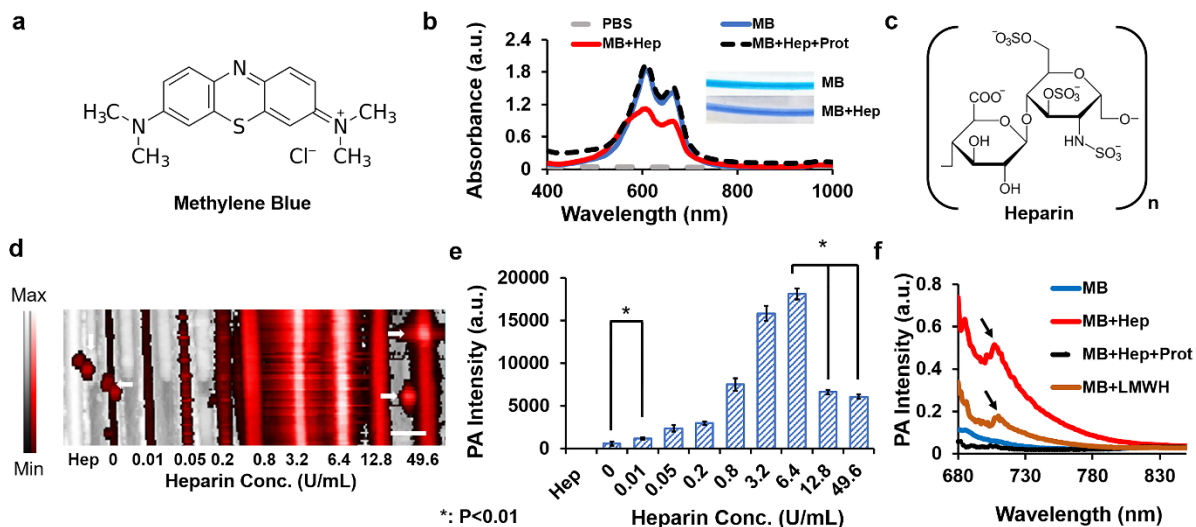 a
N
H₃C
N
S
N⁺
CH₃
CH₃
Cl⁻
CH₃
Methylene Blue
b
PBS
MB
MB+Hep
MB+Hep+Prot
Absorbance (a.u.)
2.4
1.8
1.2
0.6
0
400
600
800
1000
Wavelength (nm)
MB
MB+Hep
c
⁻O₃SO
COO⁻
O
OSO₃⁻
O
O
O
OH
O
HN
SO₃⁻
OH
n
Heparin
d
Max
Min
Hep
0
0.01
0.05
0.2
0.8
3.2
6.4
12.8
49.6
Heparin Conc. (U/mL)
e
PA Intensity (a.u.)
20000
15000
10000
5000
0
*
*
Hep
0
0.01
0.05
0.2
0.8
3.2
6.4
12.8
49.6
*: P<0.01
Heparin Conc. (U/mL)
f
PA Intensity (a.u.)
0.8
0.6
0.4
0.2
0
MB
MB+Hep
MB+Hep+Prot
MB+LMWH
680
730
780
830
Wavelength (nm)